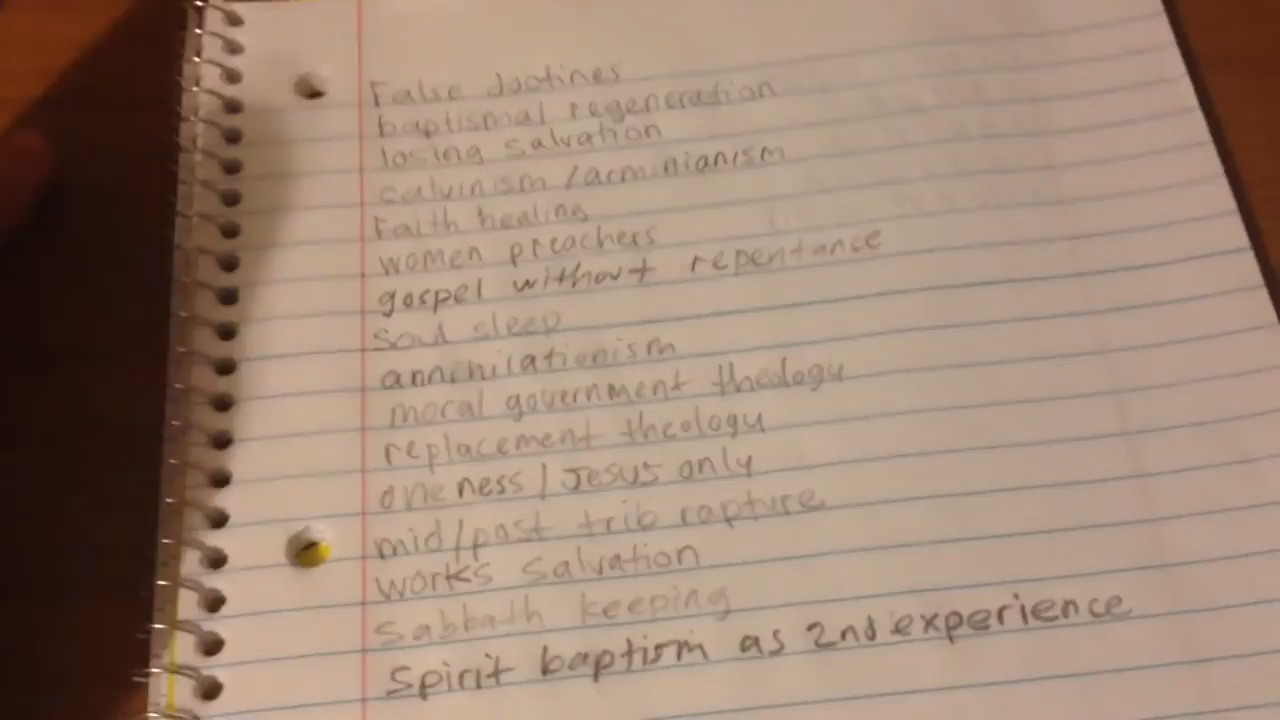 False doctines
baptismal regeneration
losing salvation
calvinism / arminianism
Faith healing
women preachers
gospel without repentance
Soul sleep
annihilationism
moral government theology
replacement theology
oneness / Jesus only
mid/post trib rapture
works salvation
Sabbath keeping
Spirit baptism as 2nd experience